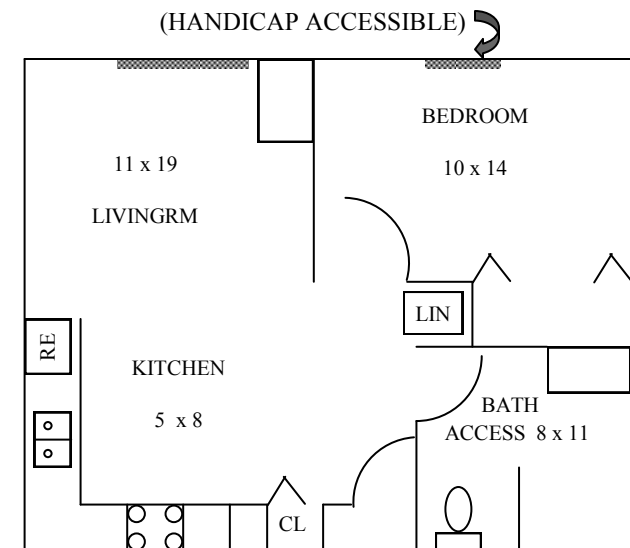 (HANDICAP ACCESSIBLE)
BEDROOM
11 x 19
10 x 14
LIVINGRM
LIN
RE
KITCHEN
5 x 8
BATH
ACCESS 8 x 11
CL